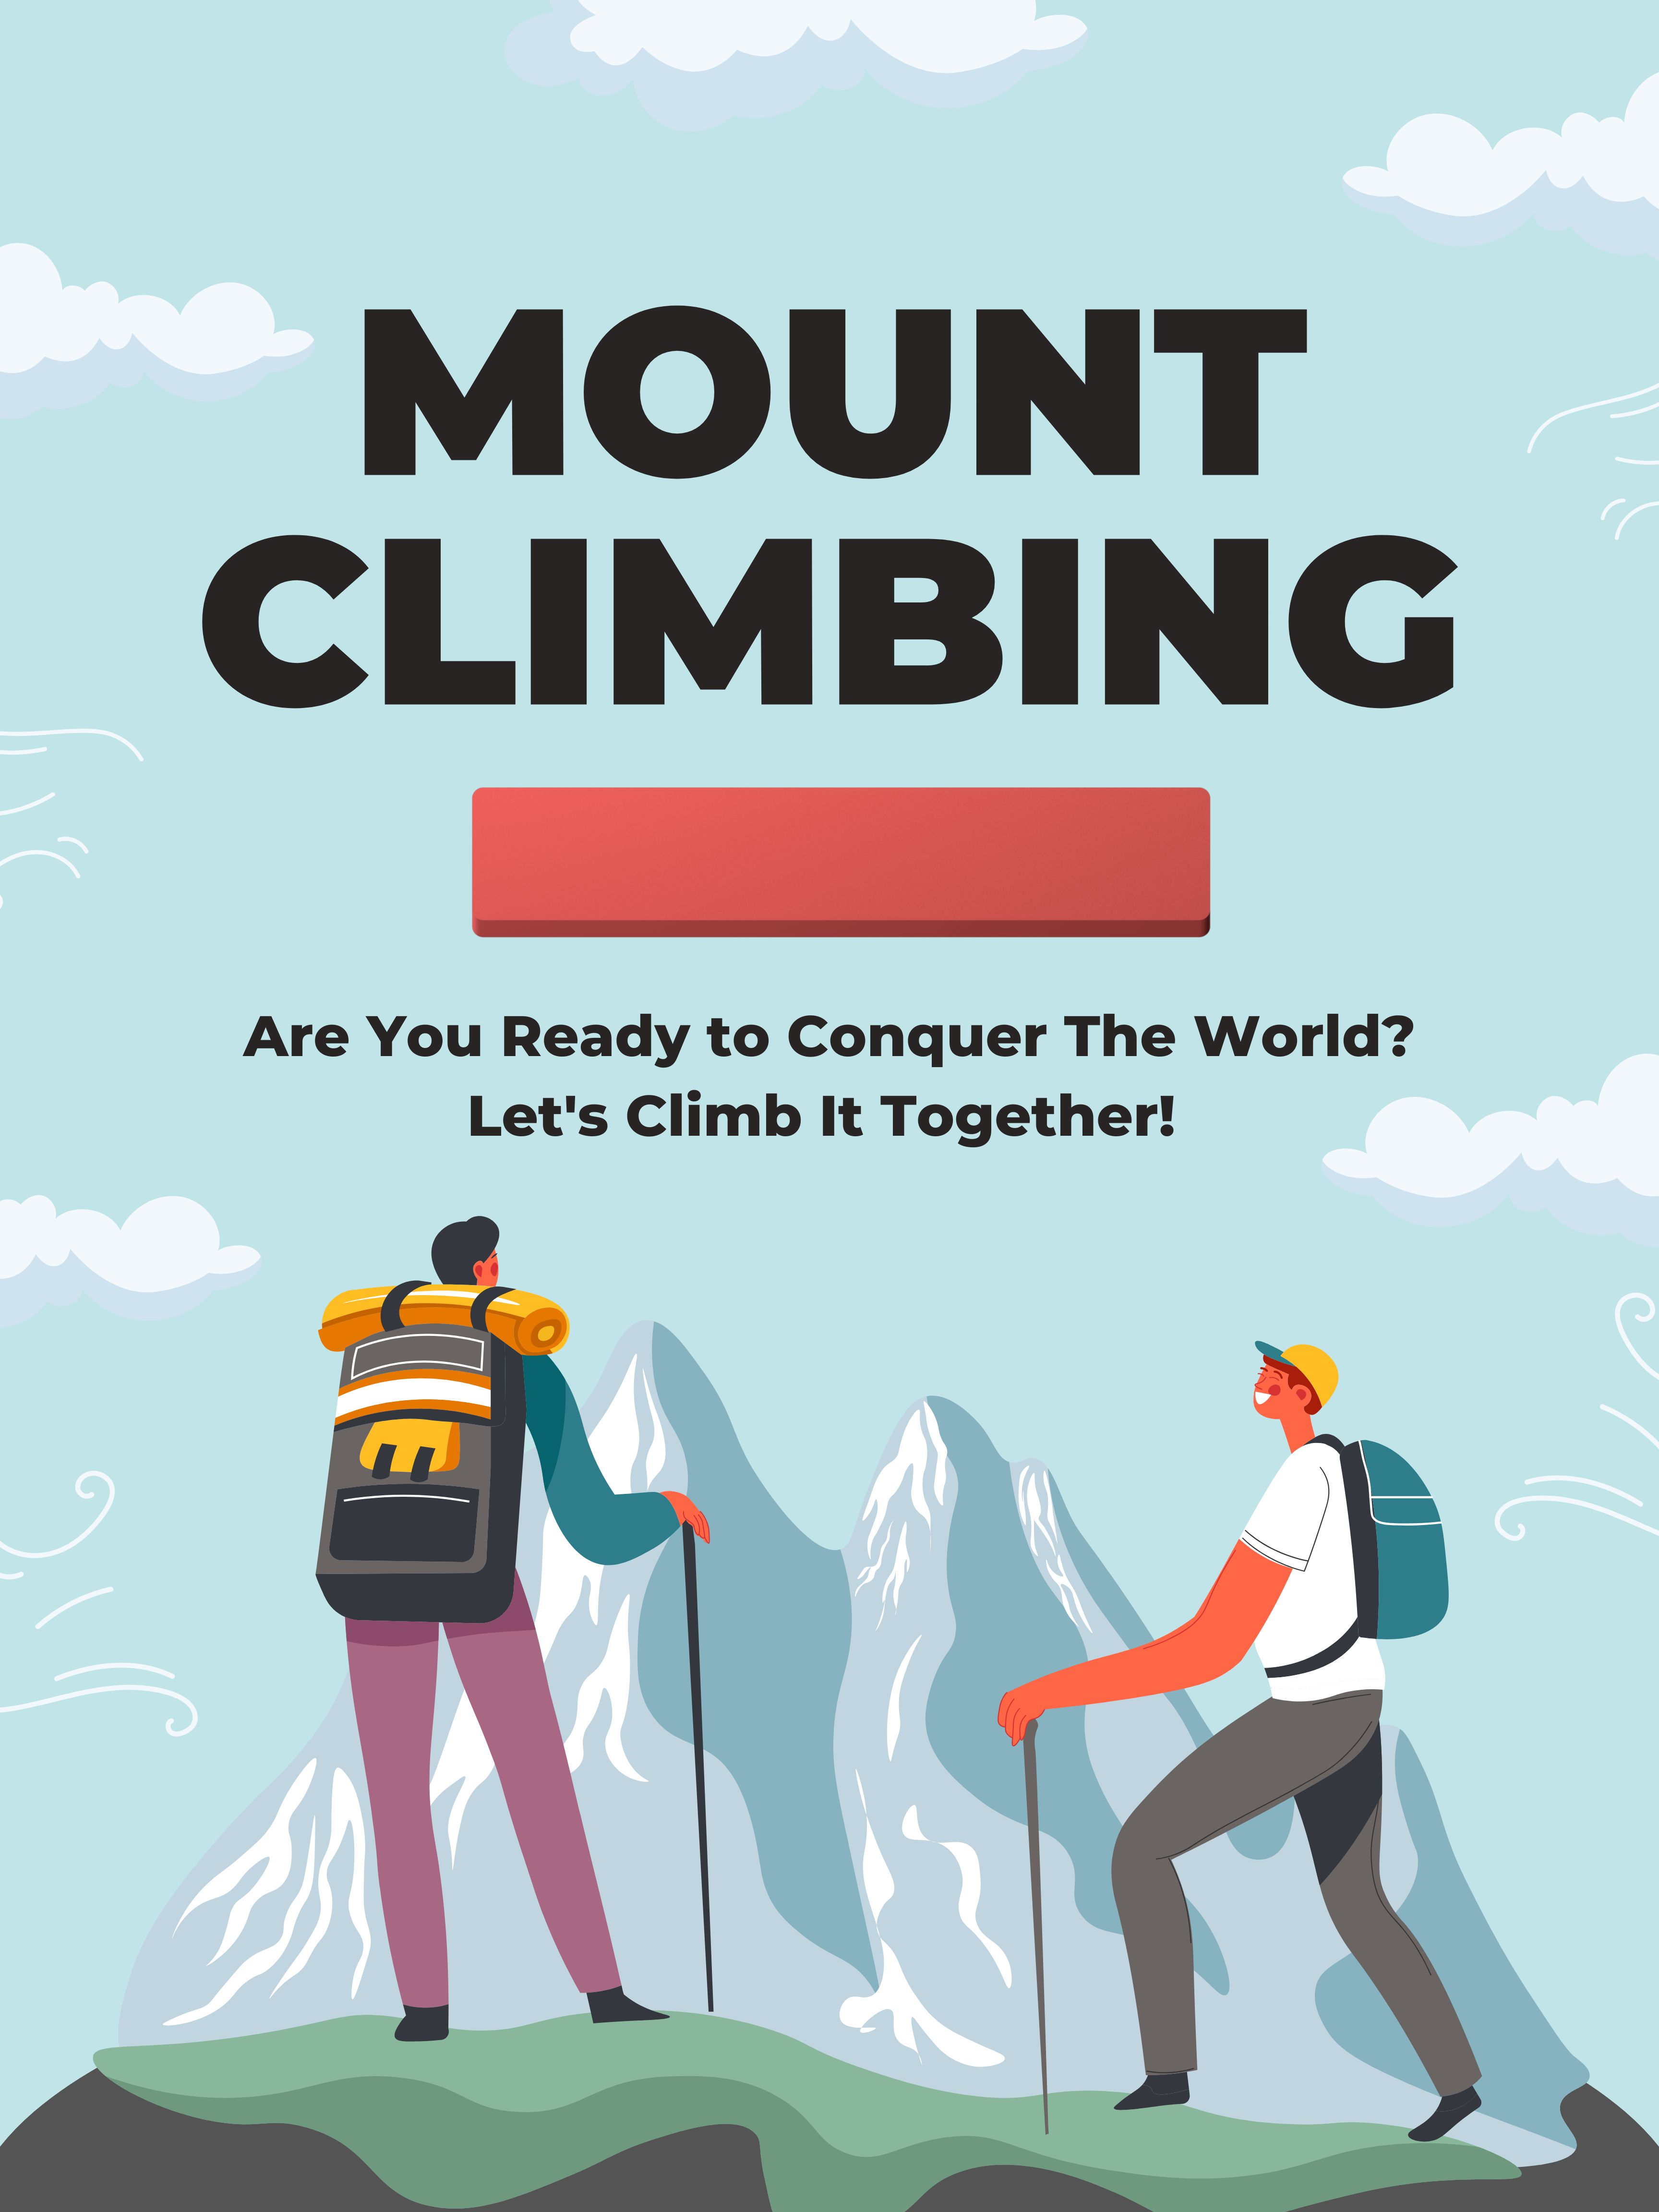 MOUNT
CLIMBING
Are You Ready to Conquer The World?
Let's Climb It Together!